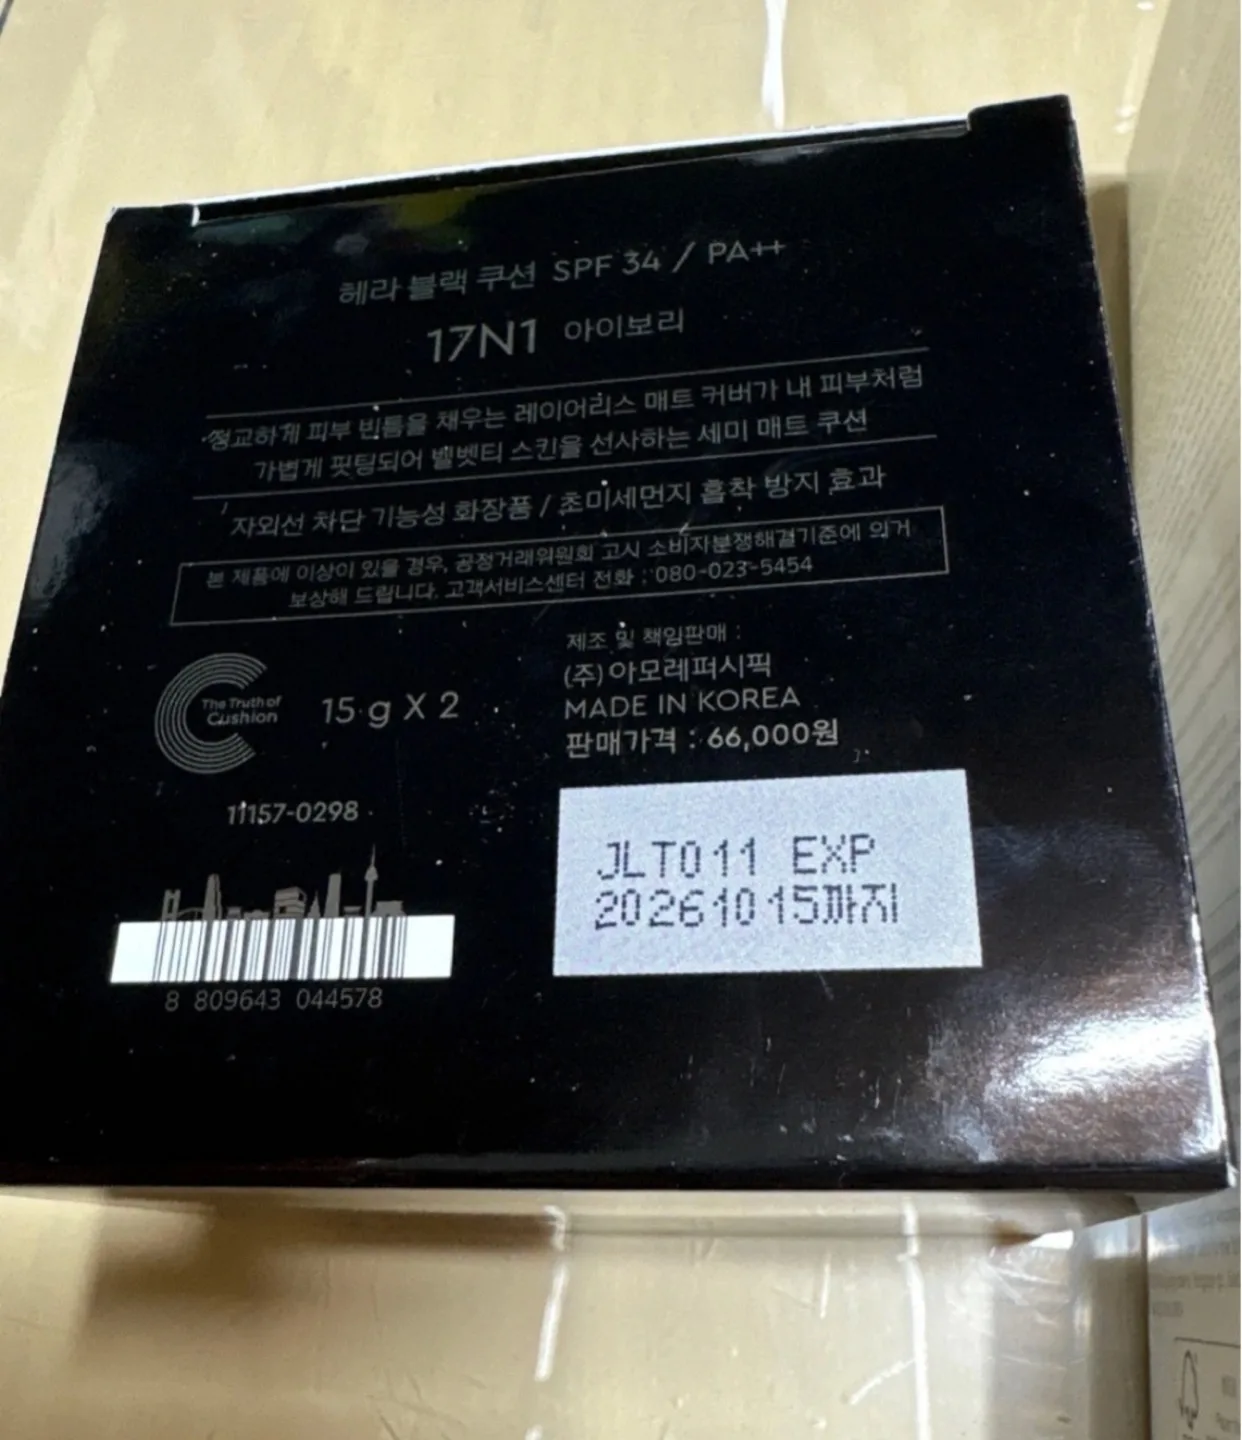 헤라 블랙 쿠션 SPF 34 / PA++
17N1 아이보리
정교하게 피부 빈틈을 채우는 레이어리스 매트 커버가 내 피부처럼
가볍게 핏팅되어 벨벳티 스킨을 선사하는 세미 매트 쿠션
자외선 차단 기능성 화장품 / 초미세먼지 흡착 방지 효과
본 제품에 이상이 있을 경우, 공정거래위원회 고시 소비자분쟁해결기준에 의거
보상해 드립니다. 고객서비스센터 전화 : 080-023-5454
The Truth of
Cushion
15 g X 2
제조 및 책임판매 :
(주)아모레퍼시픽
MADE IN KOREA
판매가격 : 66,000원
11157-0298
8 809643 044578
JLT011 EXP
20261015까지